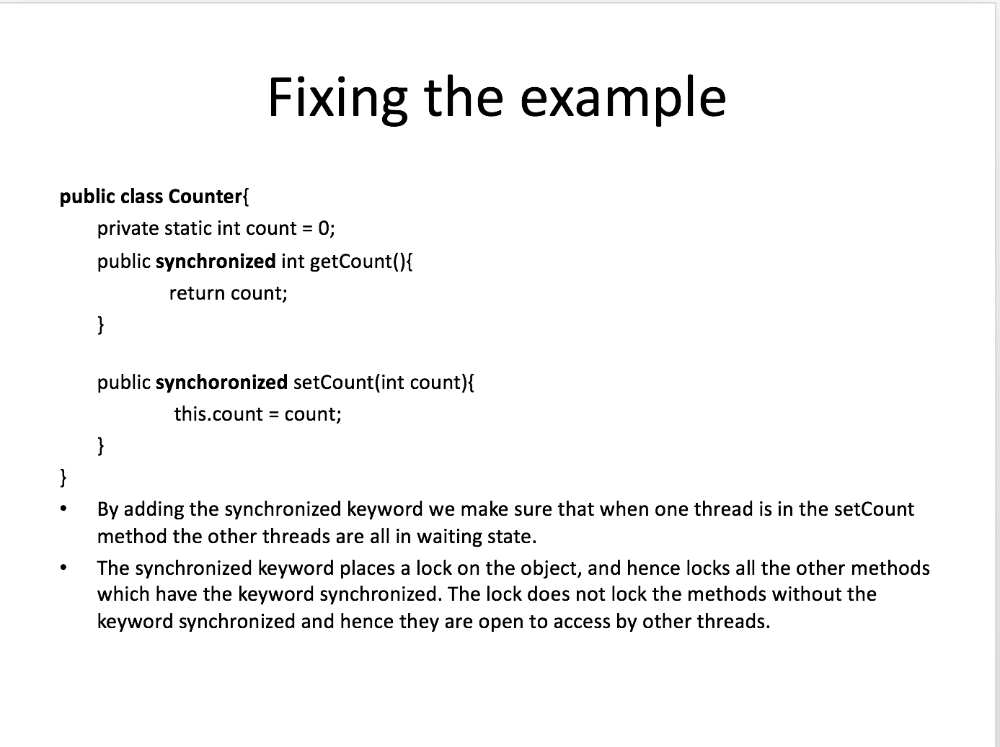 Fixing the example
public class Counter{
private static int count = 0;
public synchronized int getCount(){
return count;
}
public synchoronized setCount(int count){
this.count = count;
}
}
• By adding the synchronized keyword we make sure that when one thread is in the setCount
method the other threads are all in waiting state.
• The synchronized keyword places a lock on the object, and hence locks all the other methods
which have the keyword synchronized. The lock does not lock the methods without the
keyword synchronized and hence they are open to access by other threads.